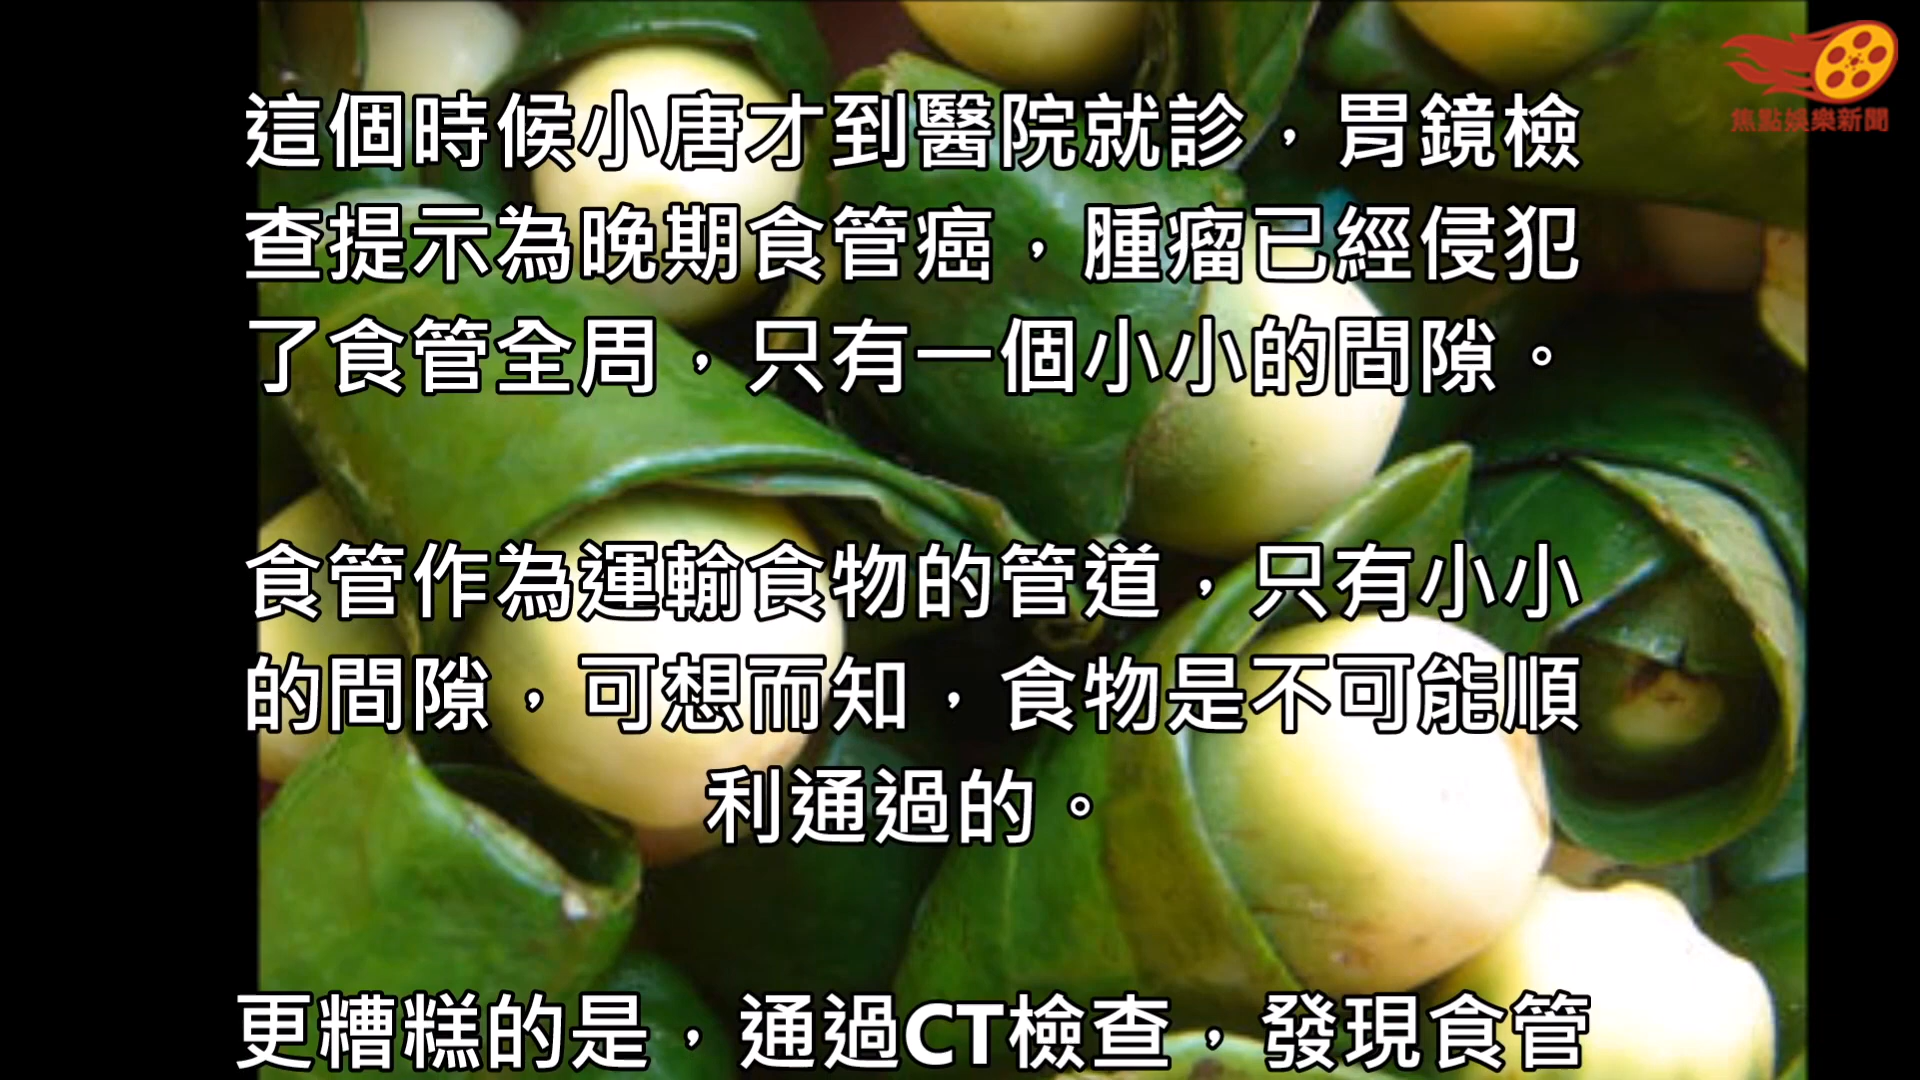 焦點娛樂新聞
這個時候小唐才到醫院就診，胃鏡檢
查提示為晚期食管癌，腫瘤已經侵犯
了食管全周，只有一個小小的間隙。
食管作為運輸食物的管道，只有小小
的間隙，可想而知，食物是不可能順
利通過的。
更糟糕的是，通過CT檢查，發現食管